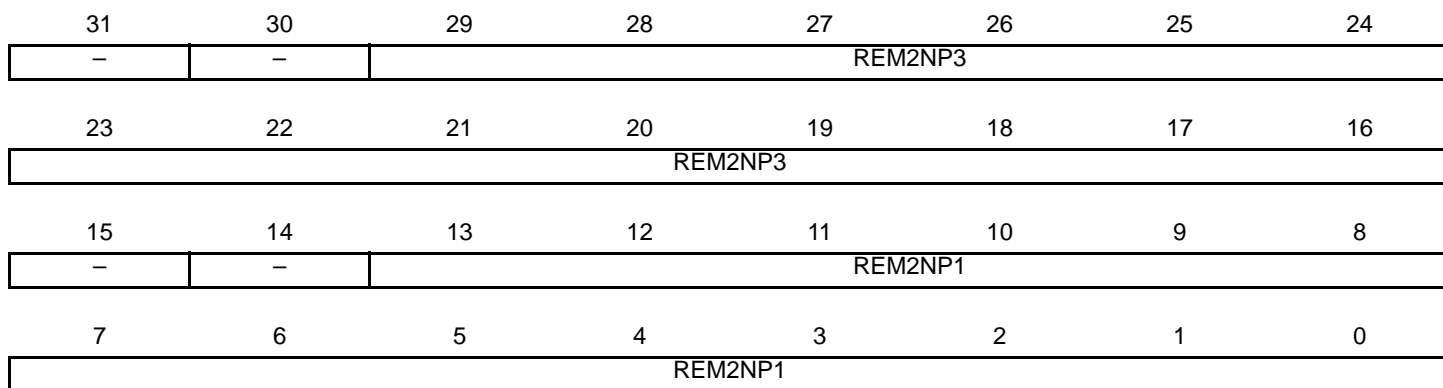 31 30 29 28 27 26 25 24
– – REM2NP3
23 22 21 20 19 18 17 16
REM2NP3
15 14 13 12 11 10 9 8
– – REM2NP1
7 6 5 4 3 2 1 0
REM2NP1